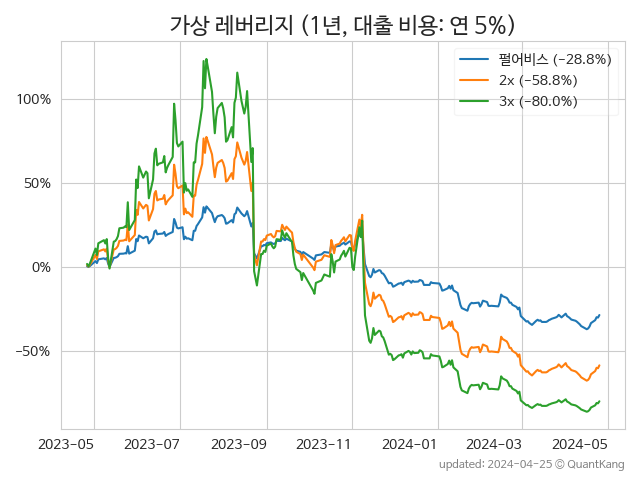 가상 레버리지 (1년, 대출 비용: 연 5%)
펄어비스 (−28.8%)
2x (−58.8%)
3x (−80.0%)
100%
50%
0%
−50%
2023-05 2023-07 2023-09 2023-11 2024-01 2024-03 2024-05
updated: 2024-04-25 © QuantKang